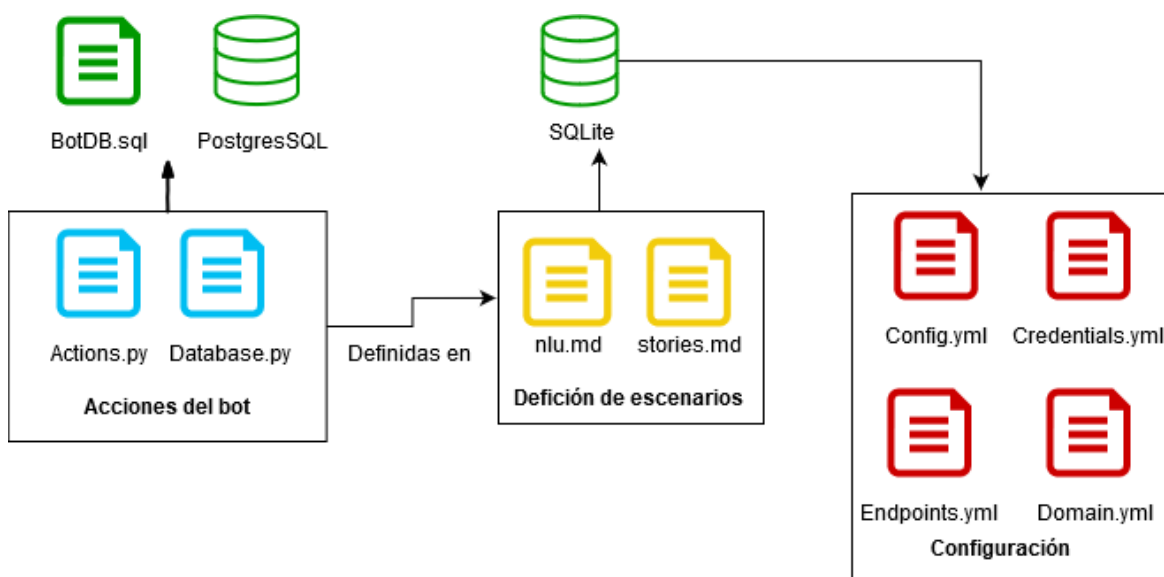 BotDB.sql
PostgresSQL
SQLite
Actions.py
Database.py
Acciones del bot
Definidas en
nlu.md
stories.md
Defición de escenarios
Config.yml
Credentials.yml
Endpoints.yml
Domain.yml
Configuración